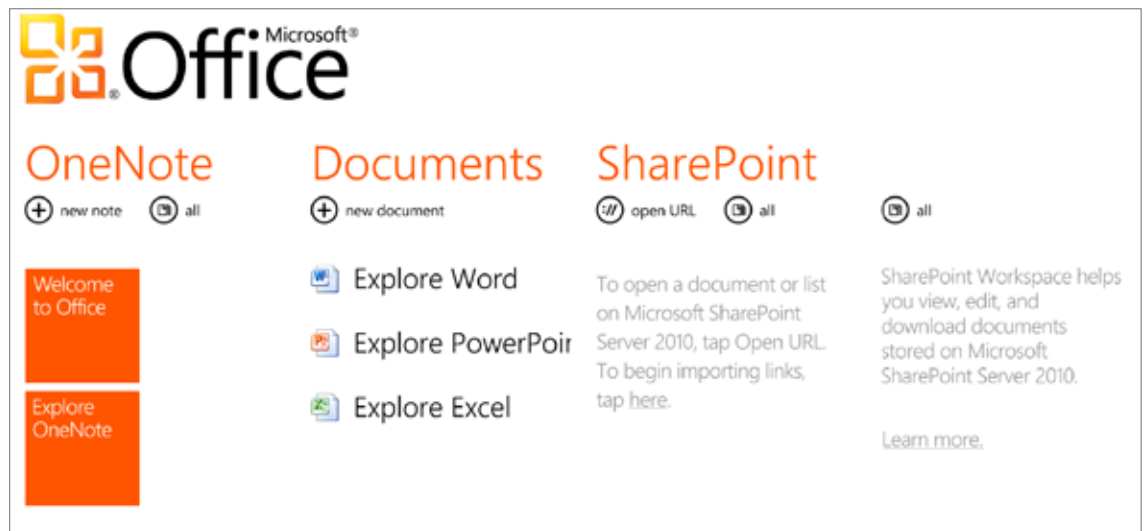 Microsoft®
Office
OneNote
new note all
Welcome
to Office
Explore
OneNote
Documents
new document
Explore Word
Explore PowerPoir
Explore Excel
SharePoint
:// open URL all
To open a document or list
on Microsoft SharePoint
Server 2010, tap Open URL.
To begin importing links,
tap here.
all
SharePoint Workspace helps
you view, edit, and
download documents
stored on Microsoft
SharePoint Server 2010.
Learn more.